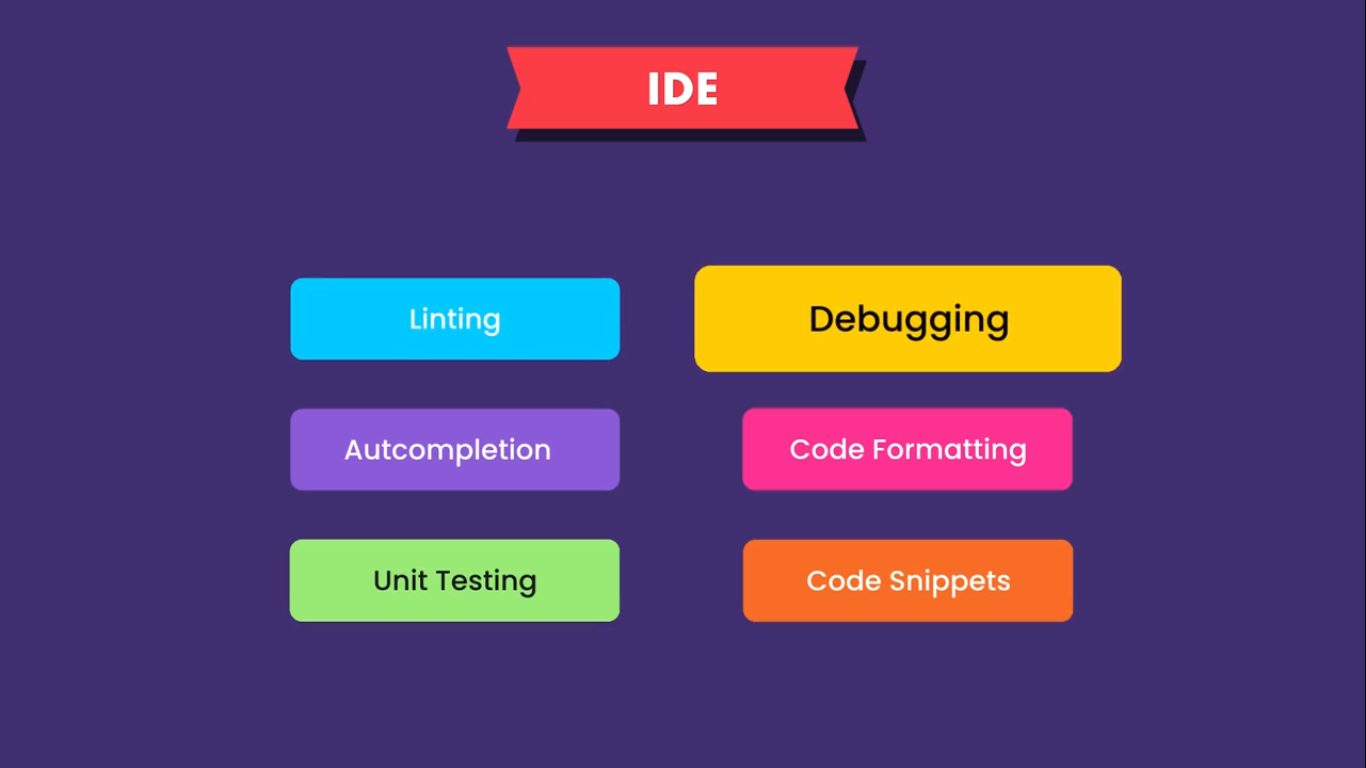 IDE
Linting
Debugging
Autcompletion
Code Formatting
Unit Testing
Code Snippets